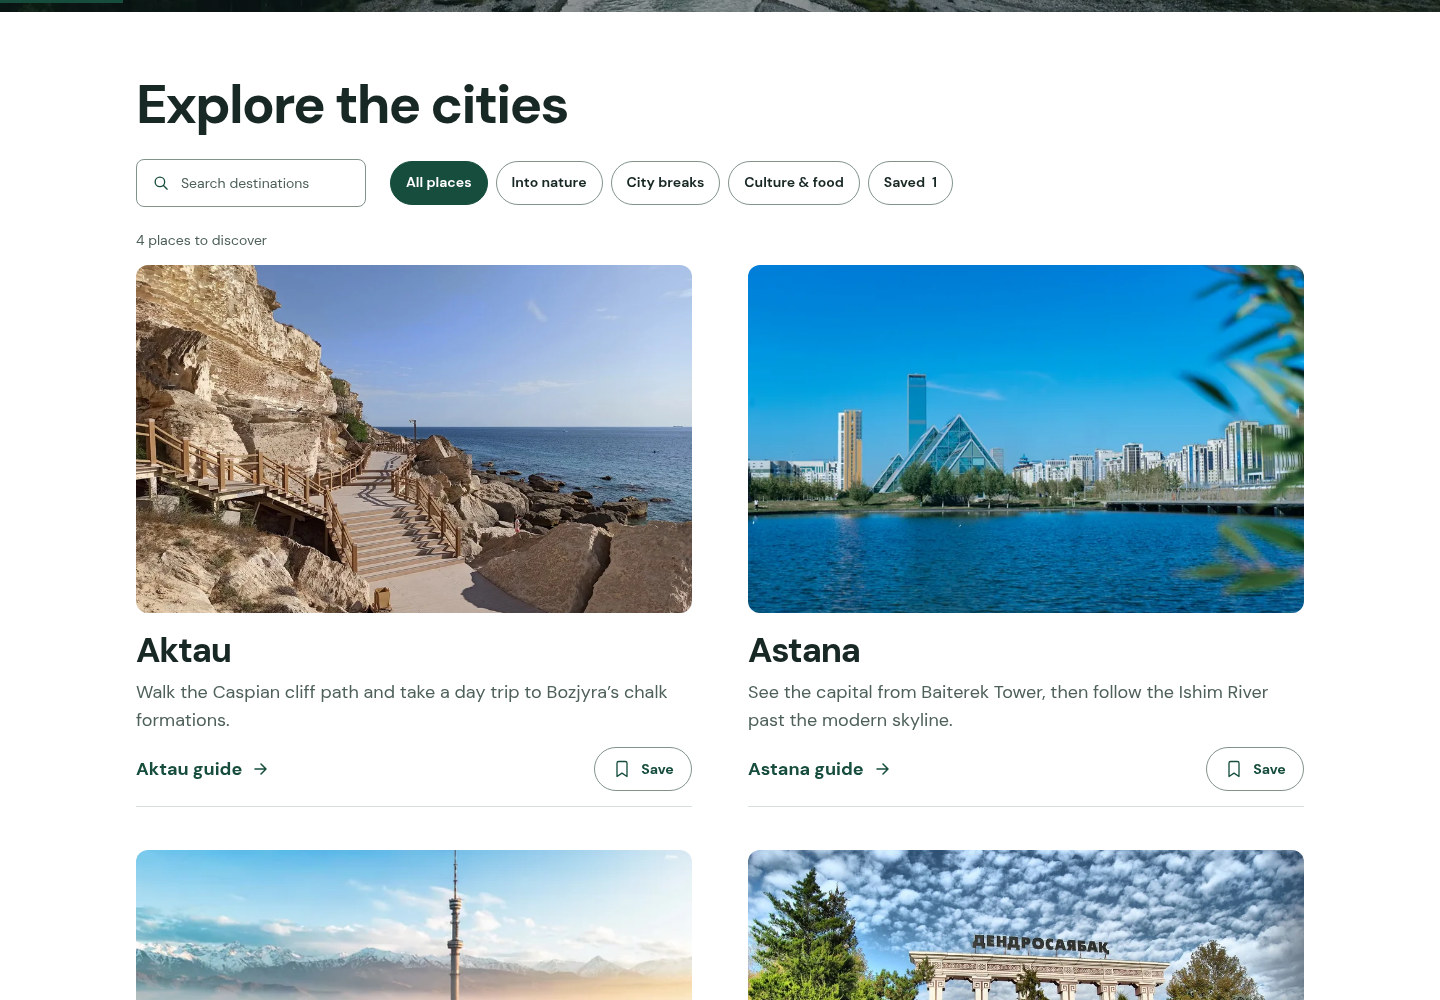 Explore the cities
Search destinations
All places
Into nature
City breaks
Culture & food
Saved 1
4 places to discover
Aktau
Astana
Walk the Caspian cliff path and take a day trip to Bozjyra’s chalk
formations.
See the capital from Baiterek Tower, then follow the Ishim River
past the modern skyline.
Aktau guide
Save
Astana guide
Save
ДЕНДРОСАЯБАҚ